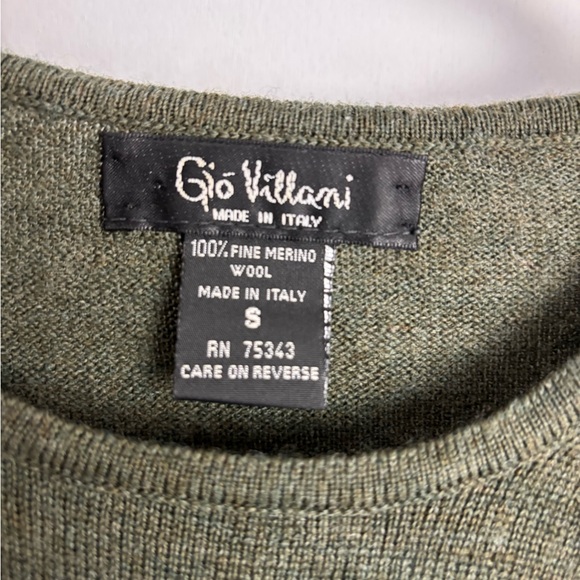 Gió Villani
MADE IN ITALY
100% FINE MERINO
WOOL
MADE IN ITALY
S
RN 75343
CARE ON REVERSE